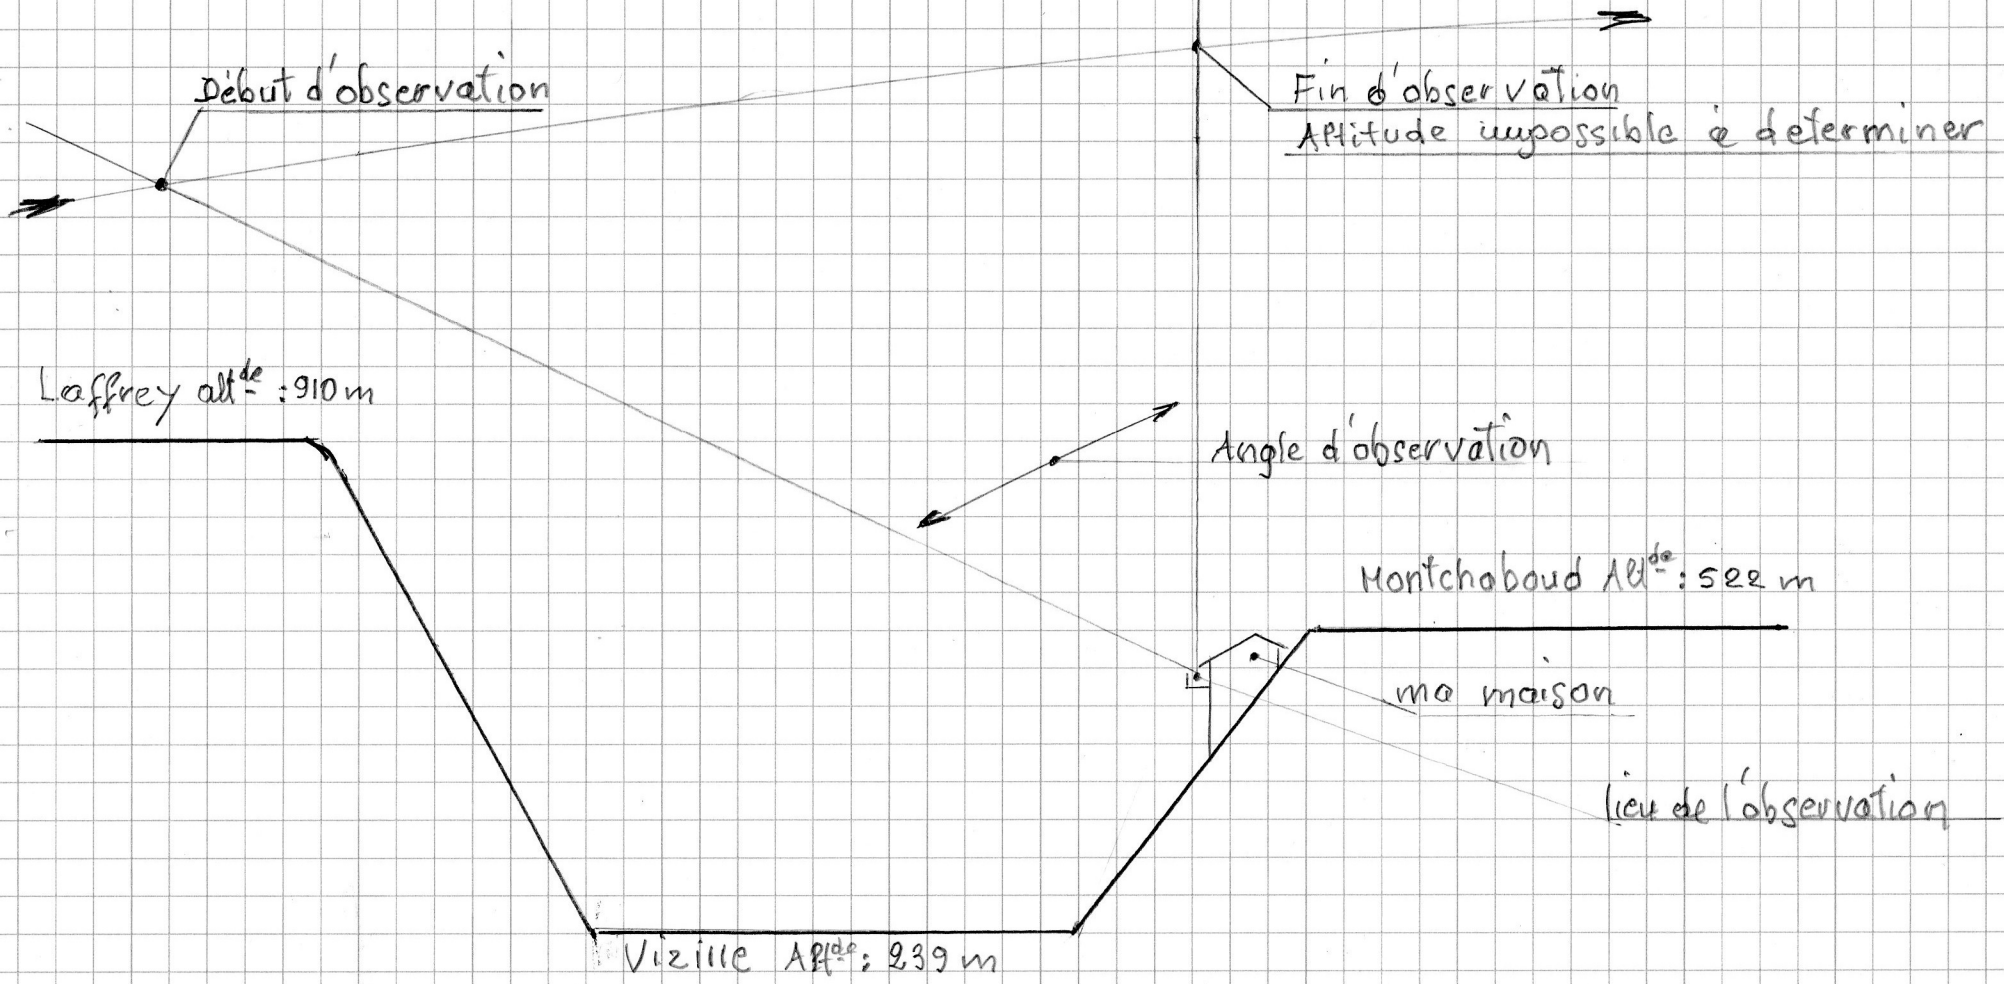 Début d'observation
Fin d'observation
Altitude impossible à determiner
Laffrey altde : 910 m
Angle d'observation
Montchaboud Altde : 522 m
ma maison
lieu de l'observation
Vizille Altde : 239 m